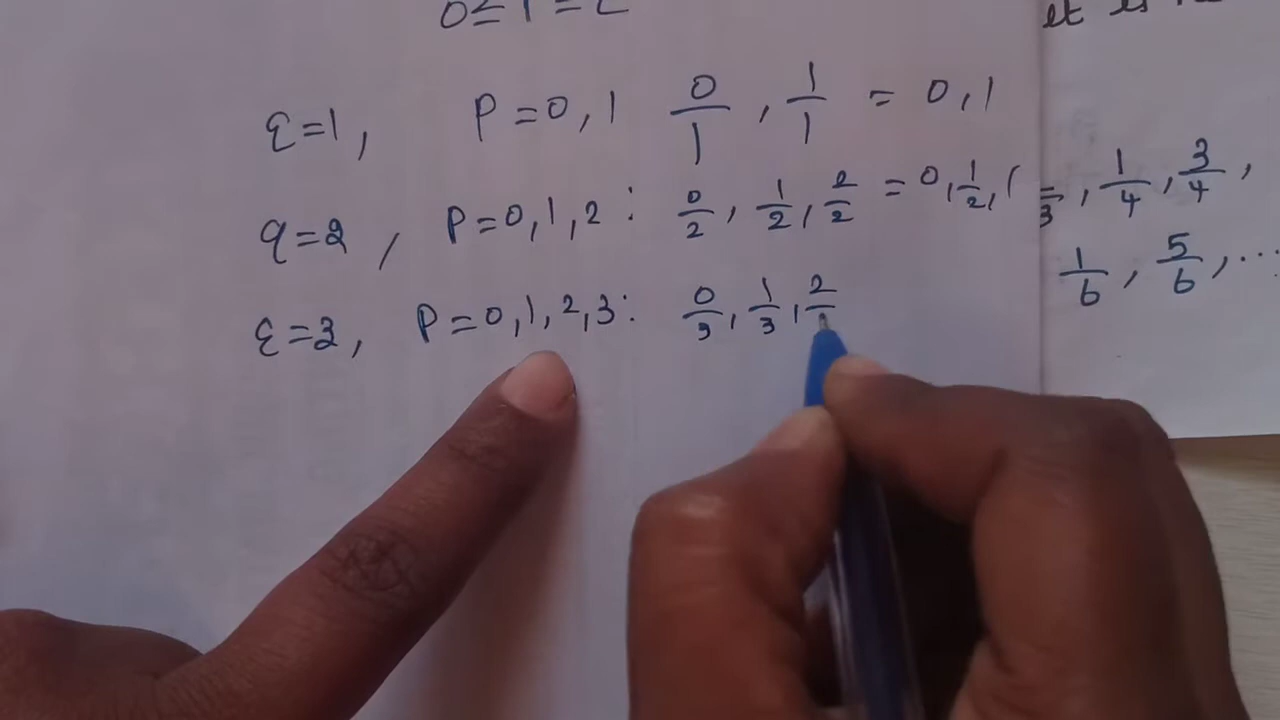 q=1, P=0,1 0/1, 1/1 = 0,1
q=2, P=0,1,2: 0/2, 1/2, 2/2 = 0, 1/2, 1
q=3, P=0,1,2,3: 0/3, 1/3, 2/
3, 1/4, 3/4,
1/6, 5/6, ...